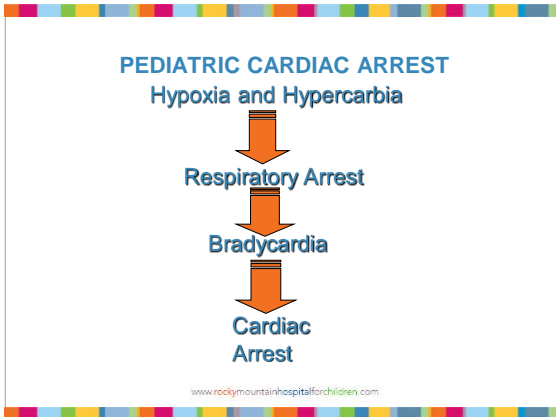 PEDIATRIC CARDIAC ARREST
Hypoxia and Hypercarbia
Respiratory Arrest
Bradycardia
Cardiac
Arrest
www.rockymountainhospitalforchildren.com